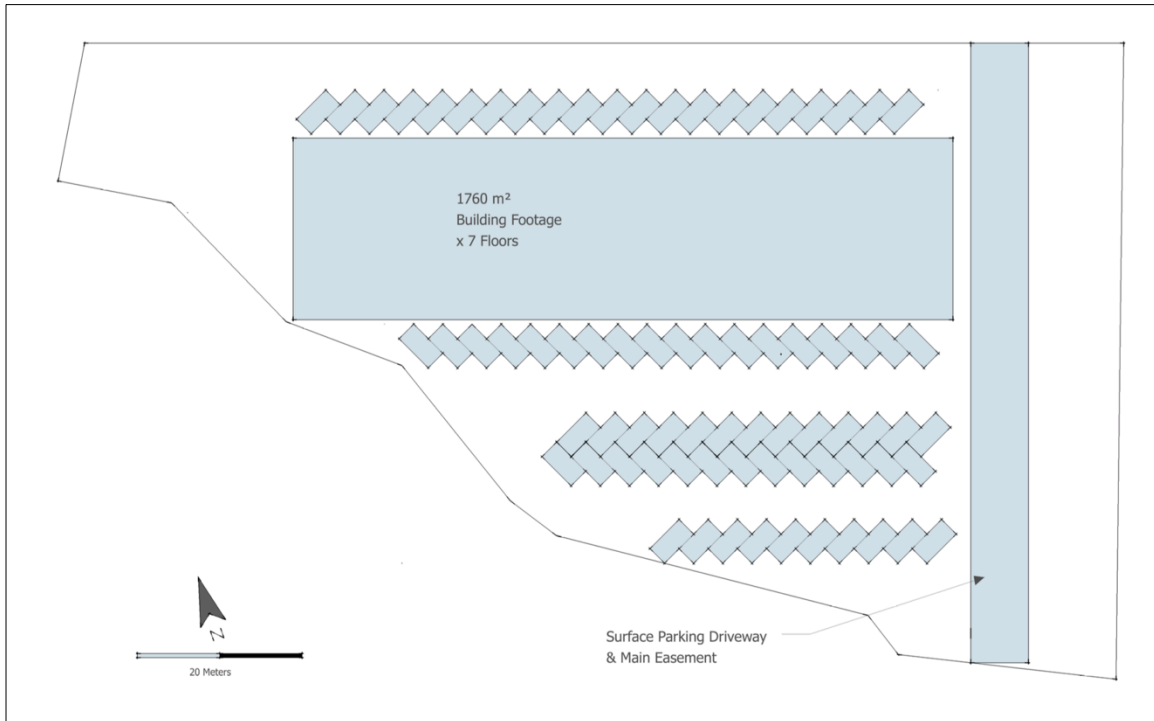 1760 m²
Building Footage
x 7 Floors
Surface Parking Driveway
& Main Easement
N
20 Meters